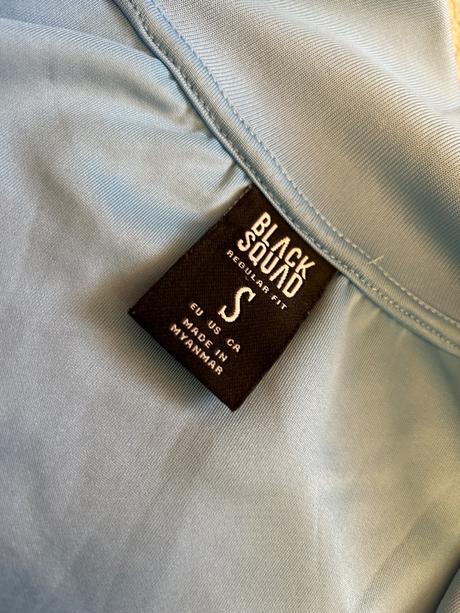 BLACK
SQUAD
REGULAR FIT
S
EU US CA
MADE IN
MYANMAR